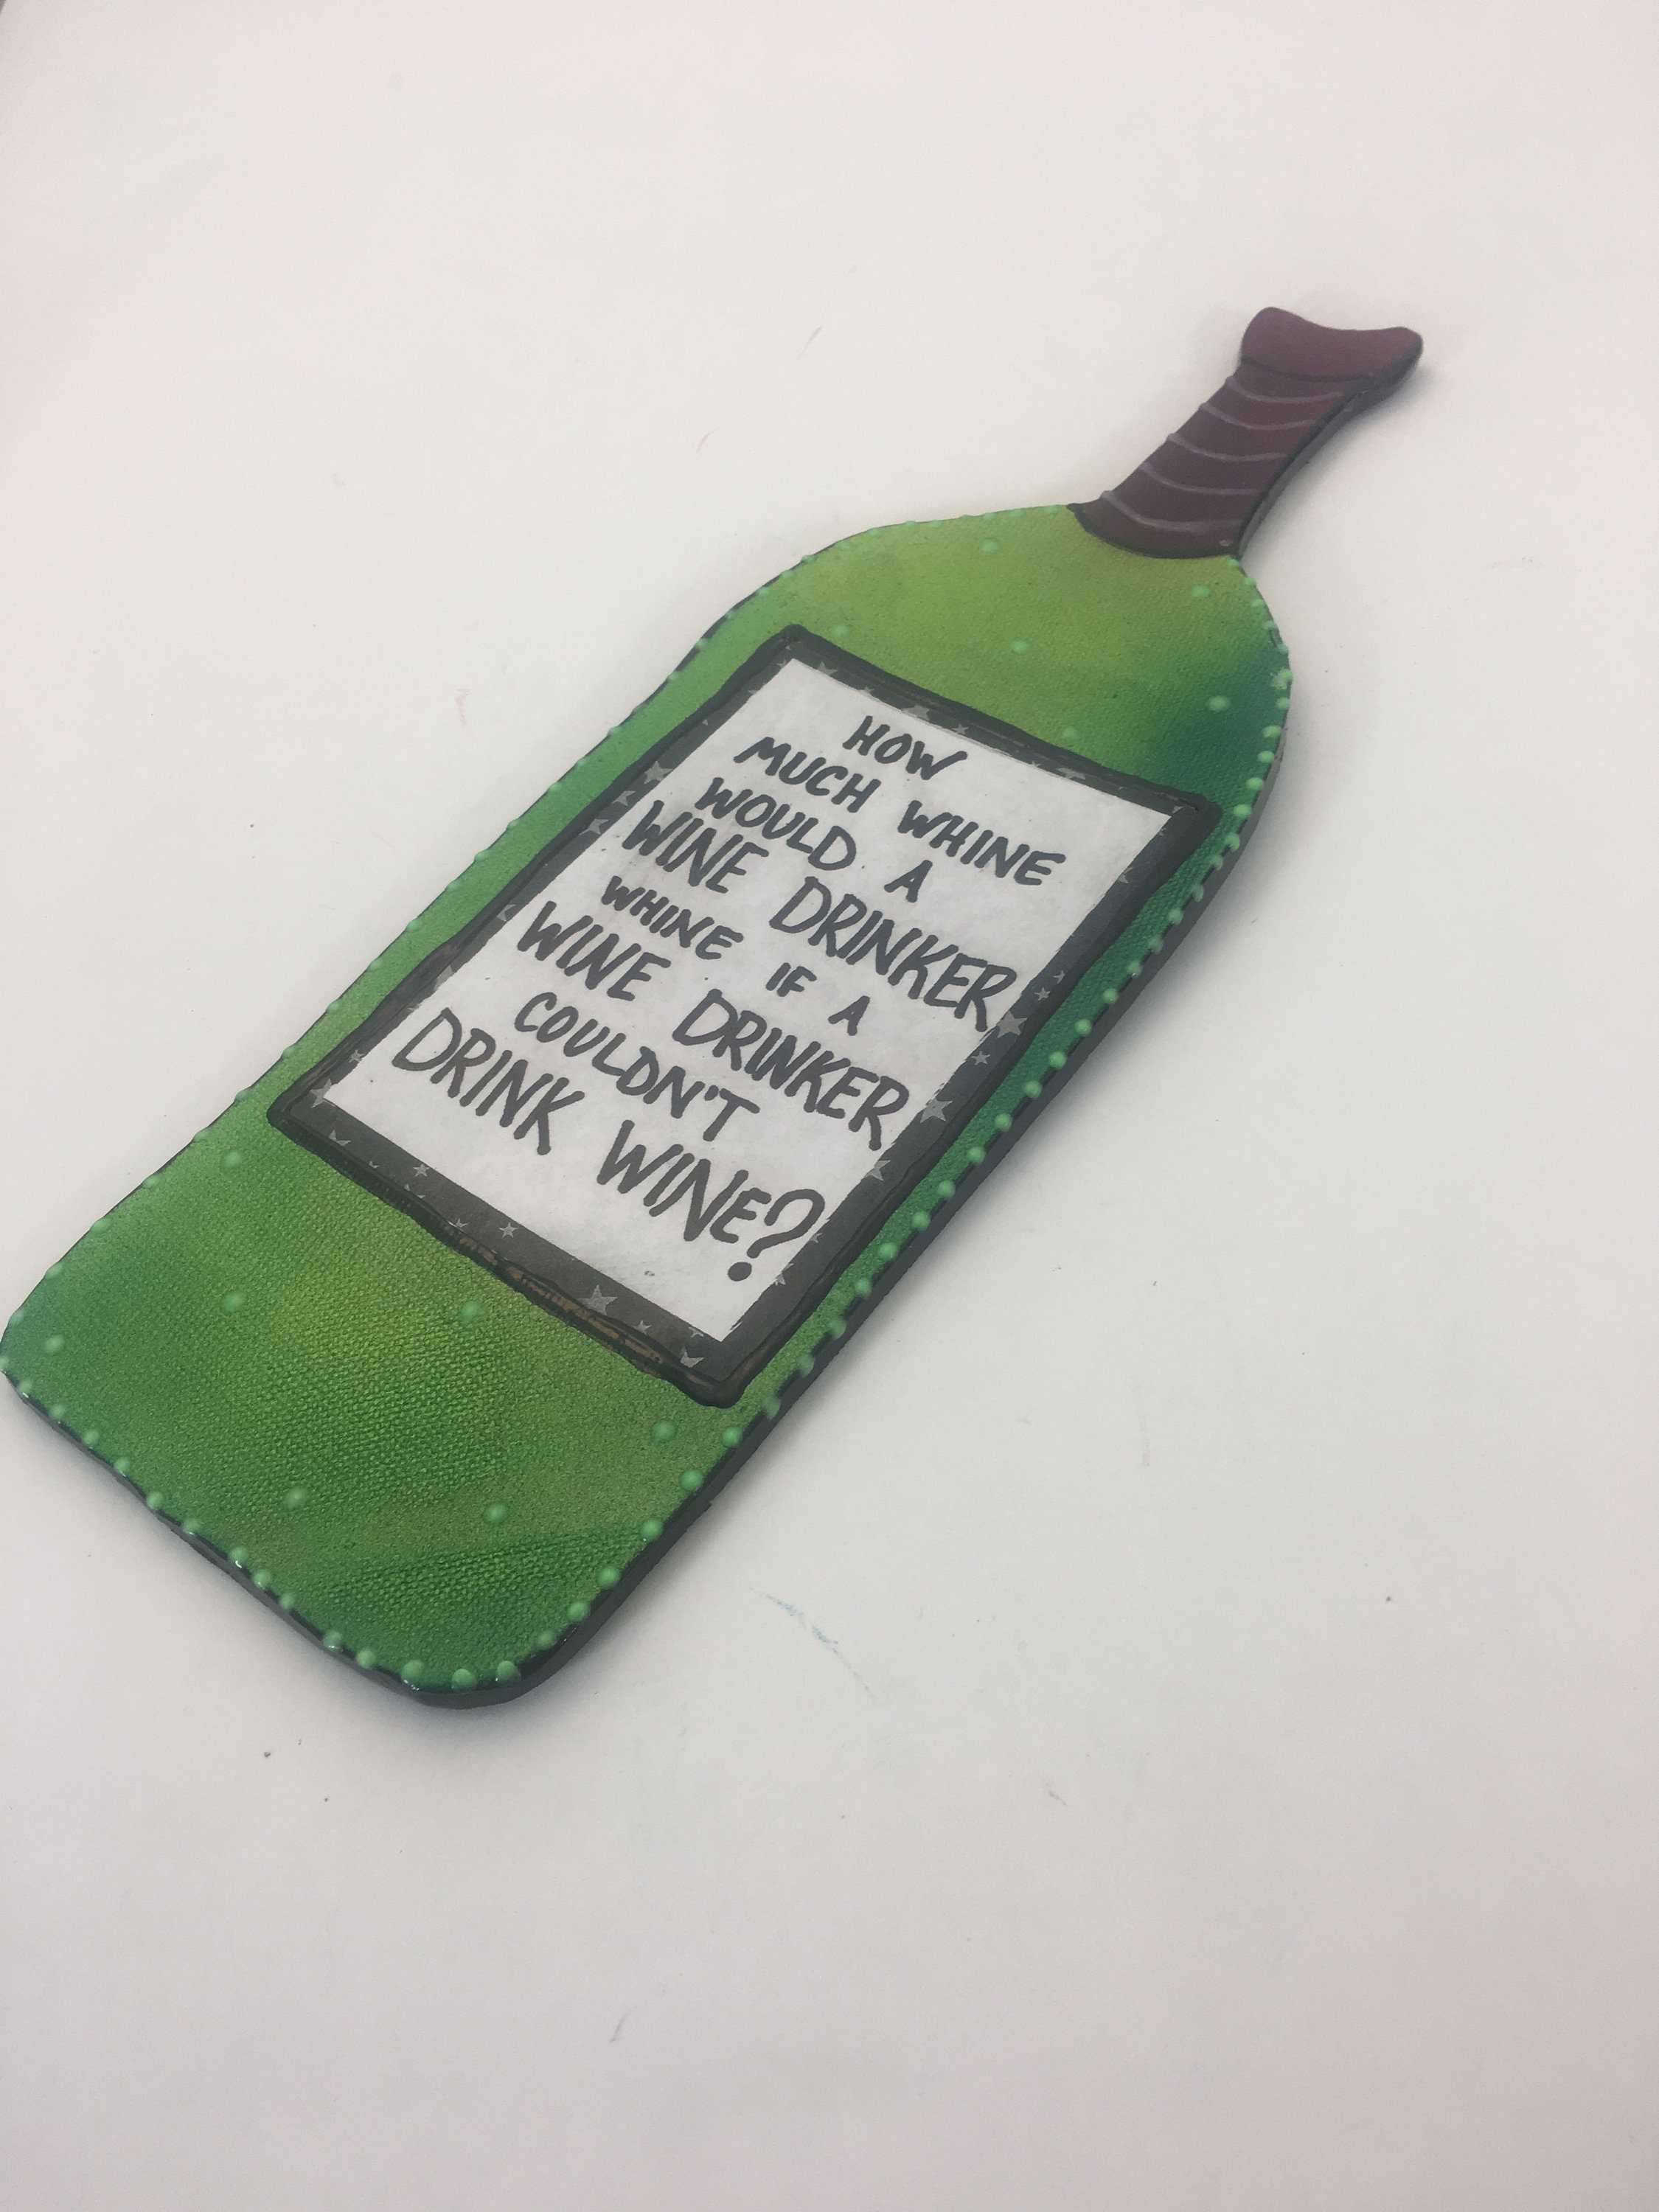 HOW
MUCH WHINE
WOULD A
WINE DRINKER
WHINE IF A
WINE DRINKER
COULDN'T
DRINK WINE?